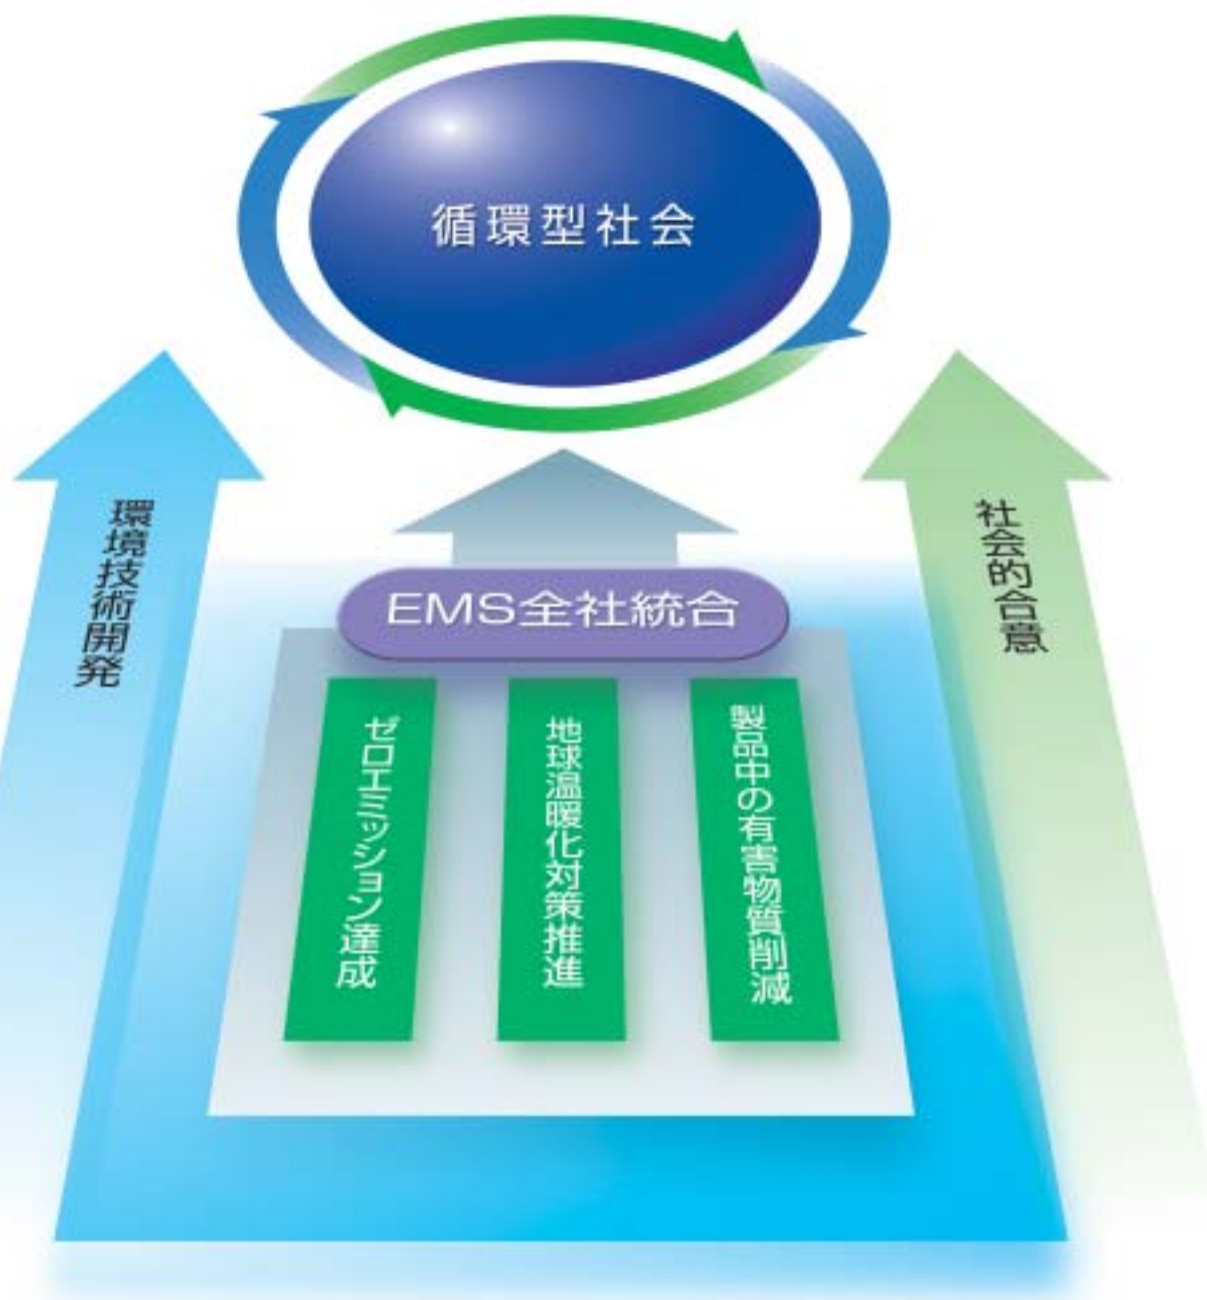 循環型社会
環境技術開発
社会的合意
EMS全社統合
ゼロエミッション達成
地球温暖化対策推進
製品中の有害物質削減